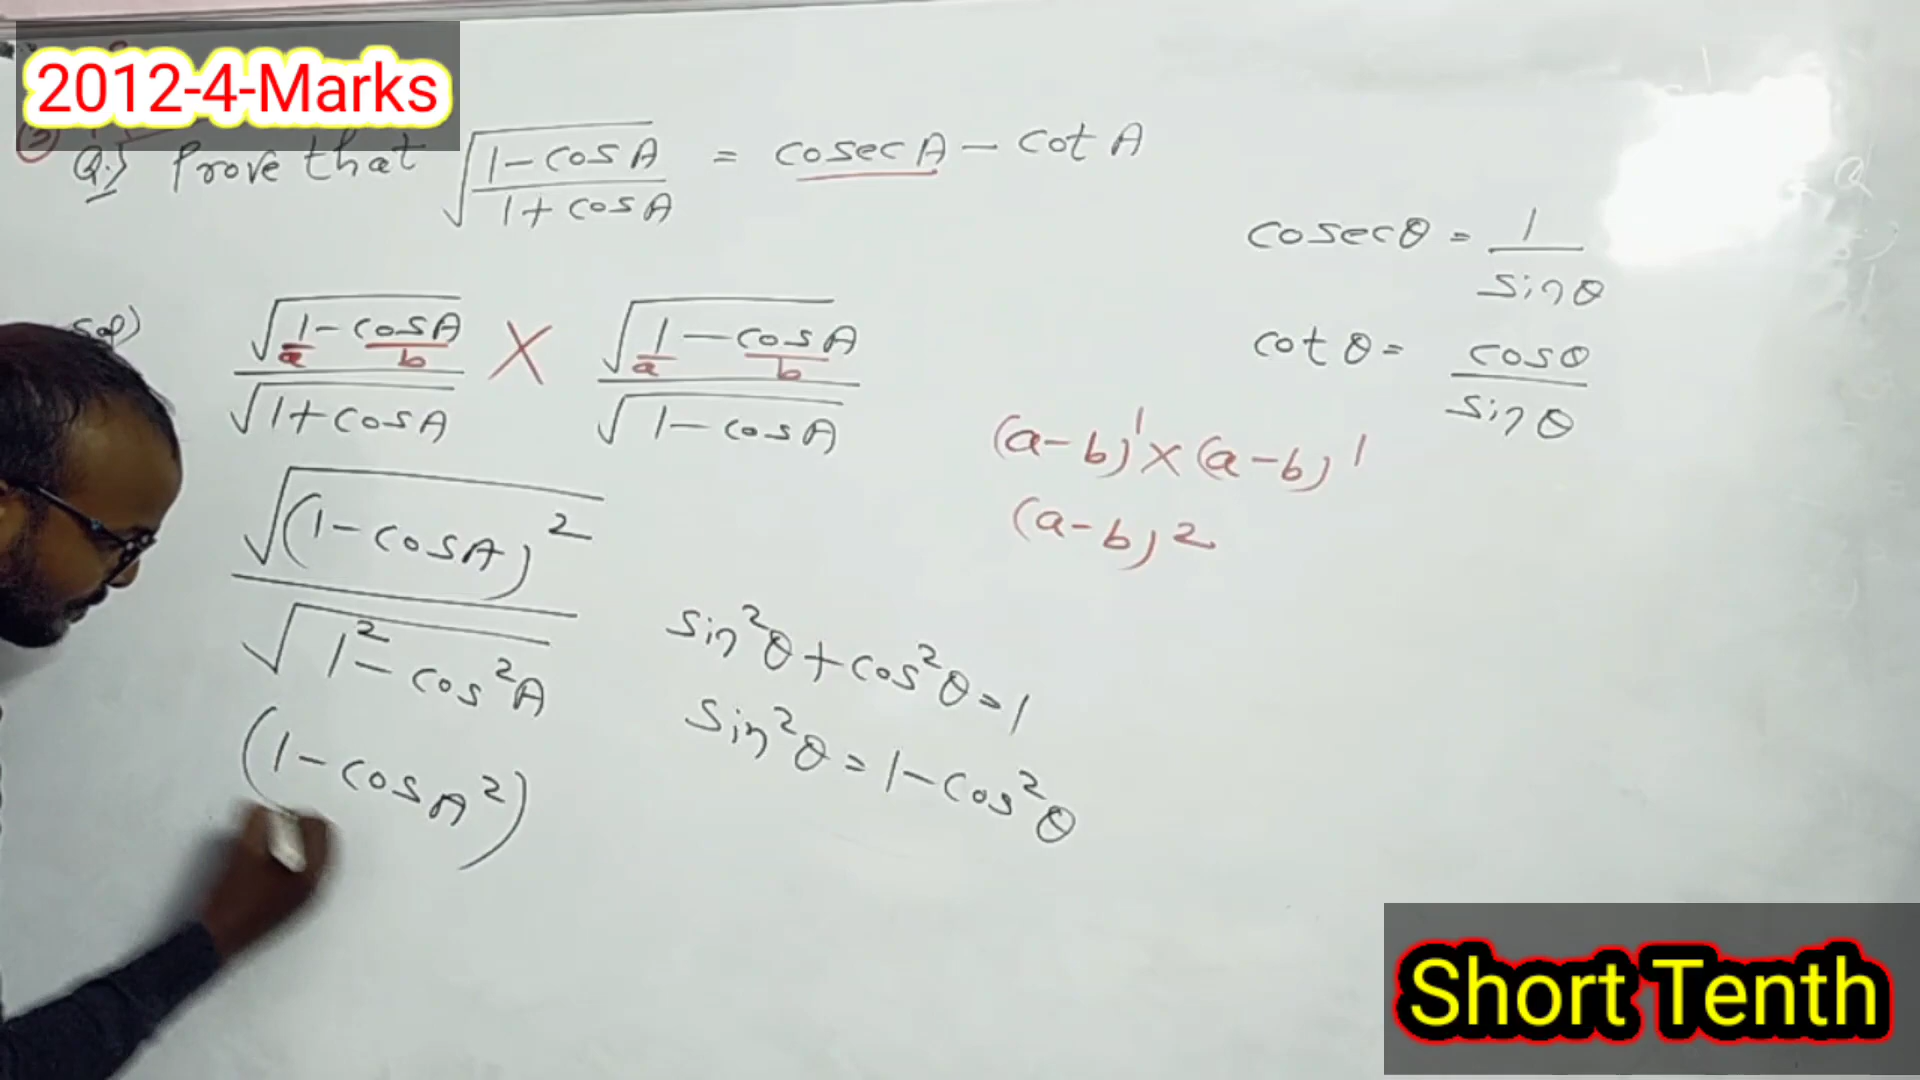 2012-4-Marks
(3) Q.) Prove that √(1-cosA / 1+cosA) = cosecA - cot A
cosecθ = 1/sinθ
Sol) √1-cosA / √1+cosA × √1-cosA / √1-cosA
a b a b
cot θ = cosθ/sinθ
(a-b)¹×(a-b)¹
(a-b)²
√(1-cosA)² / √1²-cos²A
sin²θ+cos²θ=1
sin²θ=1-cos²θ
(1-cosA²)
Short Tenth